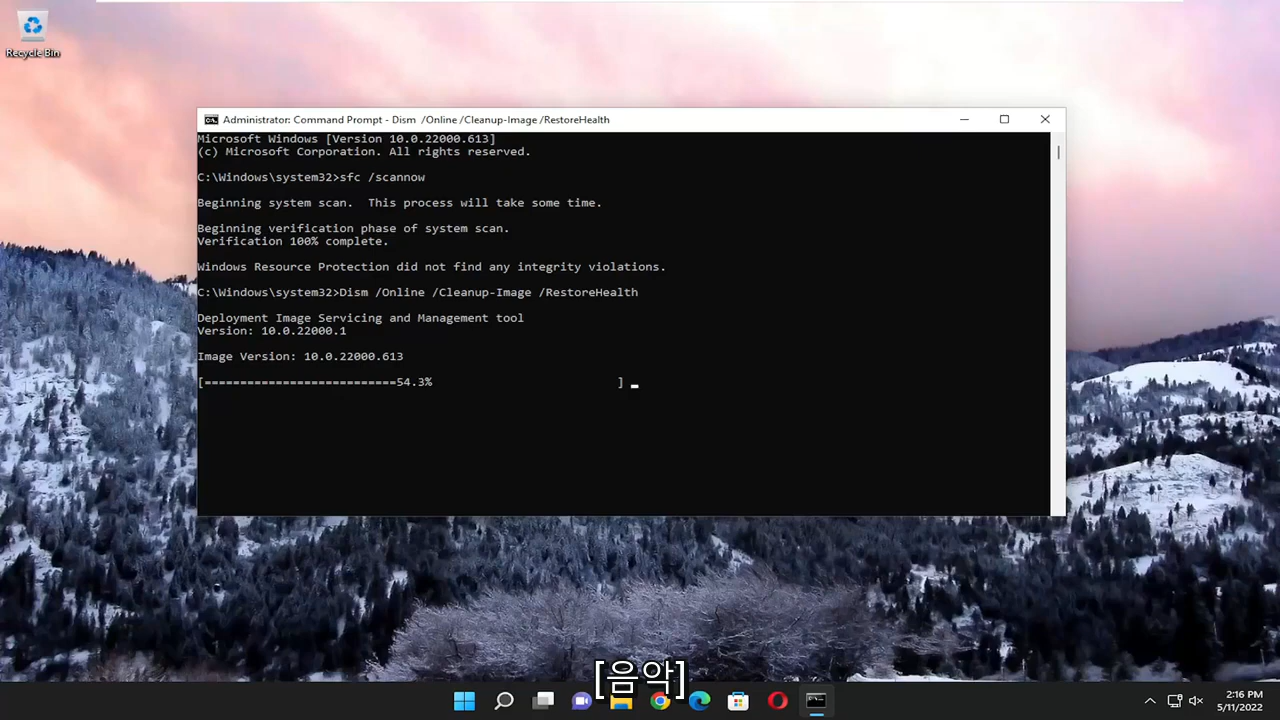 Recycle Bin
Administrator: Command Prompt - Dism  /Online /Cleanup-Image /RestoreHealth
Microsoft Windows [Version 10.0.22000.613]
(c) Microsoft Corporation. All rights reserved.
C:\Windows\system32>sfc /scannow
Beginning system scan.  This process will take some time.
Beginning verification phase of system scan.
Verification 100% complete.
Windows Resource Protection did not find any integrity violations.
C:\Windows\system32>Dism /Online /Cleanup-Image /RestoreHealth
Deployment Image Servicing and Management tool
Version: 10.0.22000.1
Image Version: 10.0.22000.613
[===========================54.3%                          ]
[음악]
2:16 PM
5/11/2022